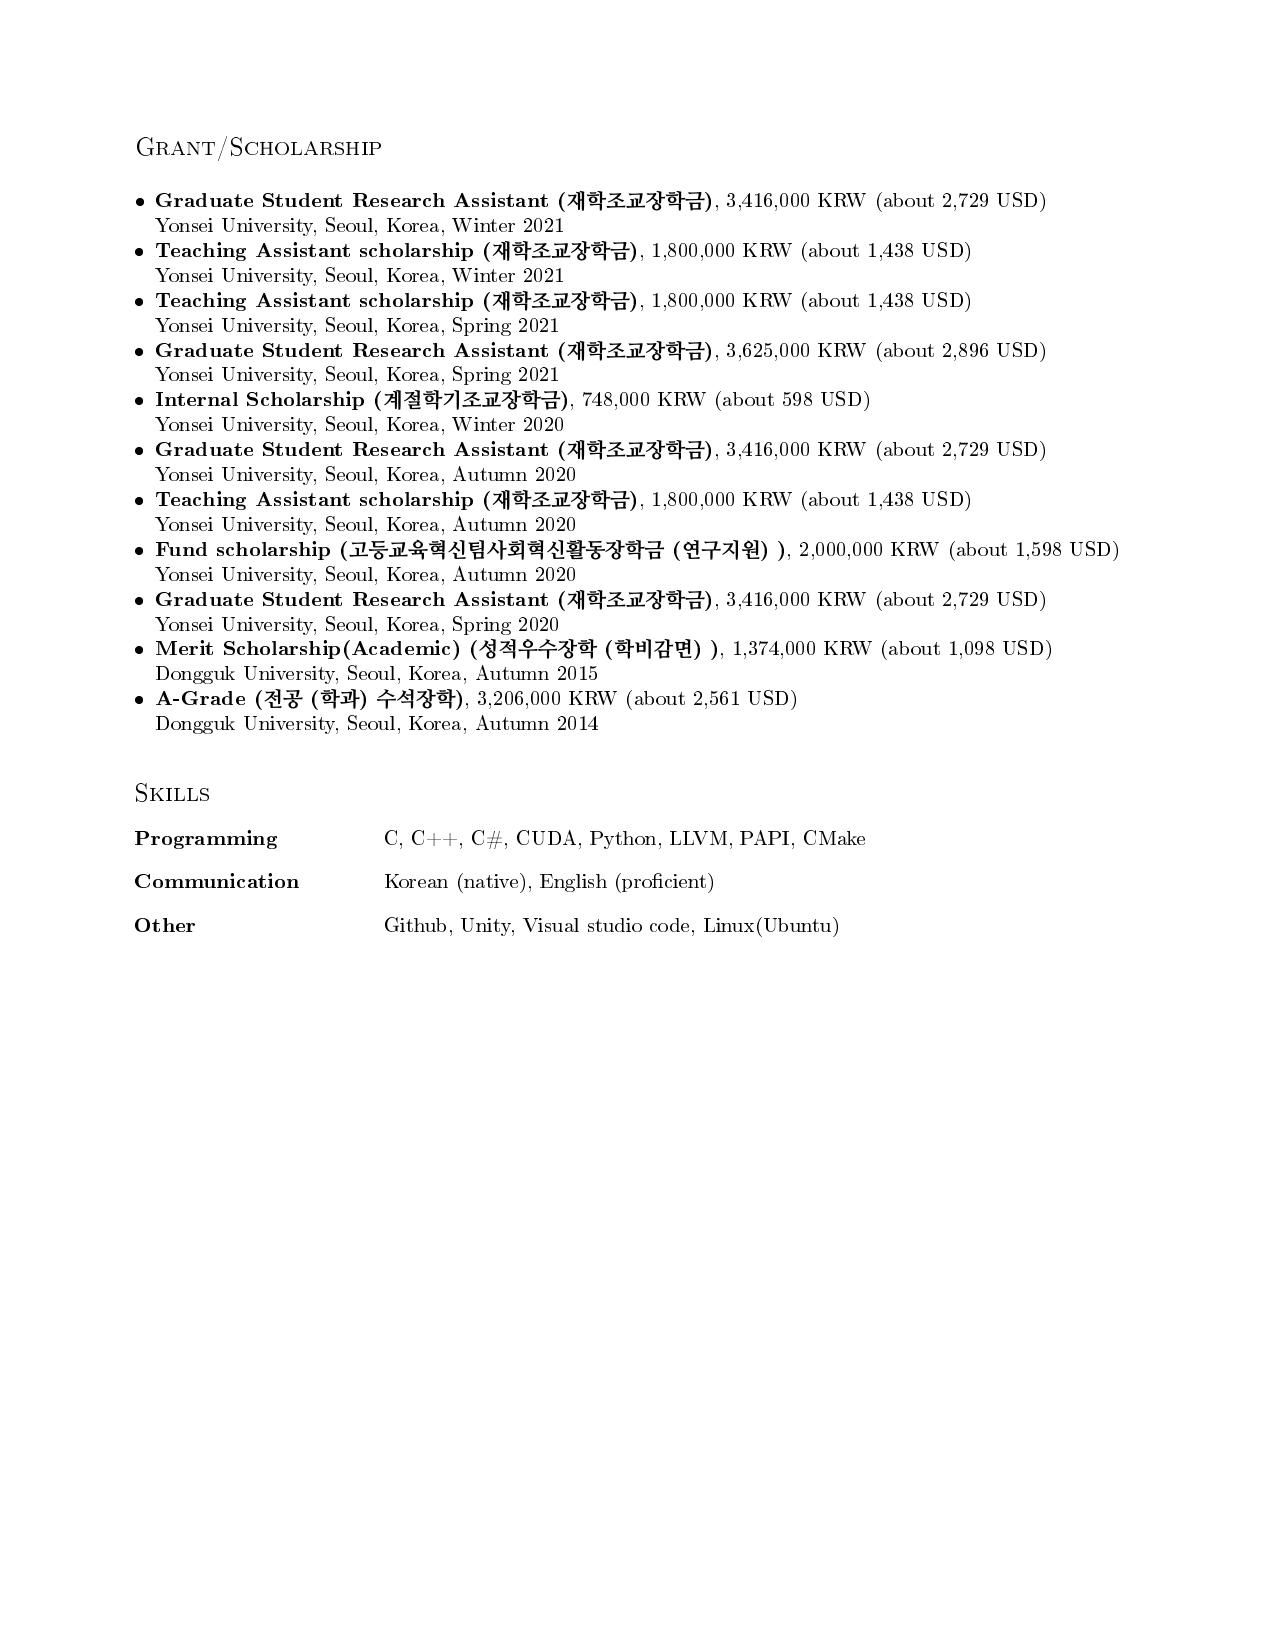 Grant/Scholarship
• Graduate Student Research Assistant (재학조교장학금), 3,416,000 KRW (about 2,729 USD)
Yonsei University, Seoul, Korea, Winter 2021
• Teaching Assistant scholarship (재학조교장학금), 1,800,000 KRW (about 1,438 USD)
Yonsei University, Seoul, Korea, Winter 2021
• Teaching Assistant scholarship (재학조교장학금), 1,800,000 KRW (about 1,438 USD)
Yonsei University, Seoul, Korea, Spring 2021
• Graduate Student Research Assistant (재학조교장학금), 3,625,000 KRW (about 2,896 USD)
Yonsei University, Seoul, Korea, Spring 2021
• Internal Scholarship (계절학기조교장학금), 748,000 KRW (about 598 USD)
Yonsei University, Seoul, Korea, Winter 2020
• Graduate Student Research Assistant (재학조교장학금), 3,416,000 KRW (about 2,729 USD)
Yonsei University, Seoul, Korea, Autumn 2020
• Teaching Assistant scholarship (재학조교장학금), 1,800,000 KRW (about 1,438 USD)
Yonsei University, Seoul, Korea, Autumn 2020
• Fund scholarship (고등교육혁신팀사회혁신활동장학금 (연구지원) ), 2,000,000 KRW (about 1,598 USD)
Yonsei University, Seoul, Korea, Autumn 2020
• Graduate Student Research Assistant (재학조교장학금), 3,416,000 KRW (about 2,729 USD)
Yonsei University, Seoul, Korea, Spring 2020
• Merit Scholarship(Academic) (성적우수장학 (학비감면) ), 1,374,000 KRW (about 1,098 USD)
Dongguk University, Seoul, Korea, Autumn 2015
• A-Grade (전공 (학과) 수석장학), 3,206,000 KRW (about 2,561 USD)
Dongguk University, Seoul, Korea, Autumn 2014
Skills
Programming C, C++, C#, CUDA, Python, LLVM, PAPI, CMake
Communication Korean (native), English (proficient)
Other Github, Unity, Visual studio code, Linux(Ubuntu)